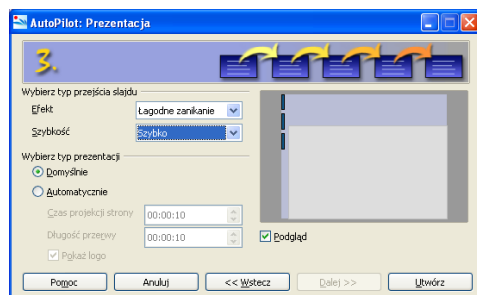 AutoPilot: Prezentacja
3.
Wybierz typ przejścia slajdu
Efekt
Łagodne zanikanie
Szybkość
Szybko
Wybierz typ prezentacji
Domyślnie
Automatycznie
Czas projekcji strony
00:00:10
Długość przerwy
00:00:10
Pokaż logo
Podgląd
Pomoc
Anuluj
<< Wstecz
Dalej >>
Utwórz